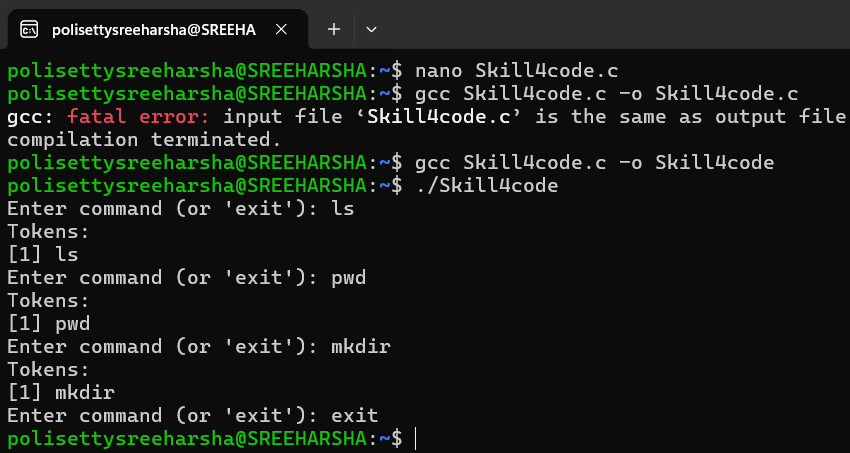 polisettysreeharsha@SREEHA
polisettysreeharsha@SREEHARSHA:~$ nano Skill4code.c
polisettysreeharsha@SREEHARSHA:~$ gcc Skill4code.c -o Skill4code.c
gcc: fatal error: input file ‘Skill4code.c’ is the same as output file
compilation terminated.
polisettysreeharsha@SREEHARSHA:~$ gcc Skill4code.c -o Skill4code
polisettysreeharsha@SREEHARSHA:~$ ./Skill4code
Enter command (or 'exit'): ls
Tokens:
[1] ls
Enter command (or 'exit'): pwd
Tokens:
[1] pwd
Enter command (or 'exit'): mkdir
Tokens:
[1] mkdir
Enter command (or 'exit'): exit
polisettysreeharsha@SREEHARSHA:~$